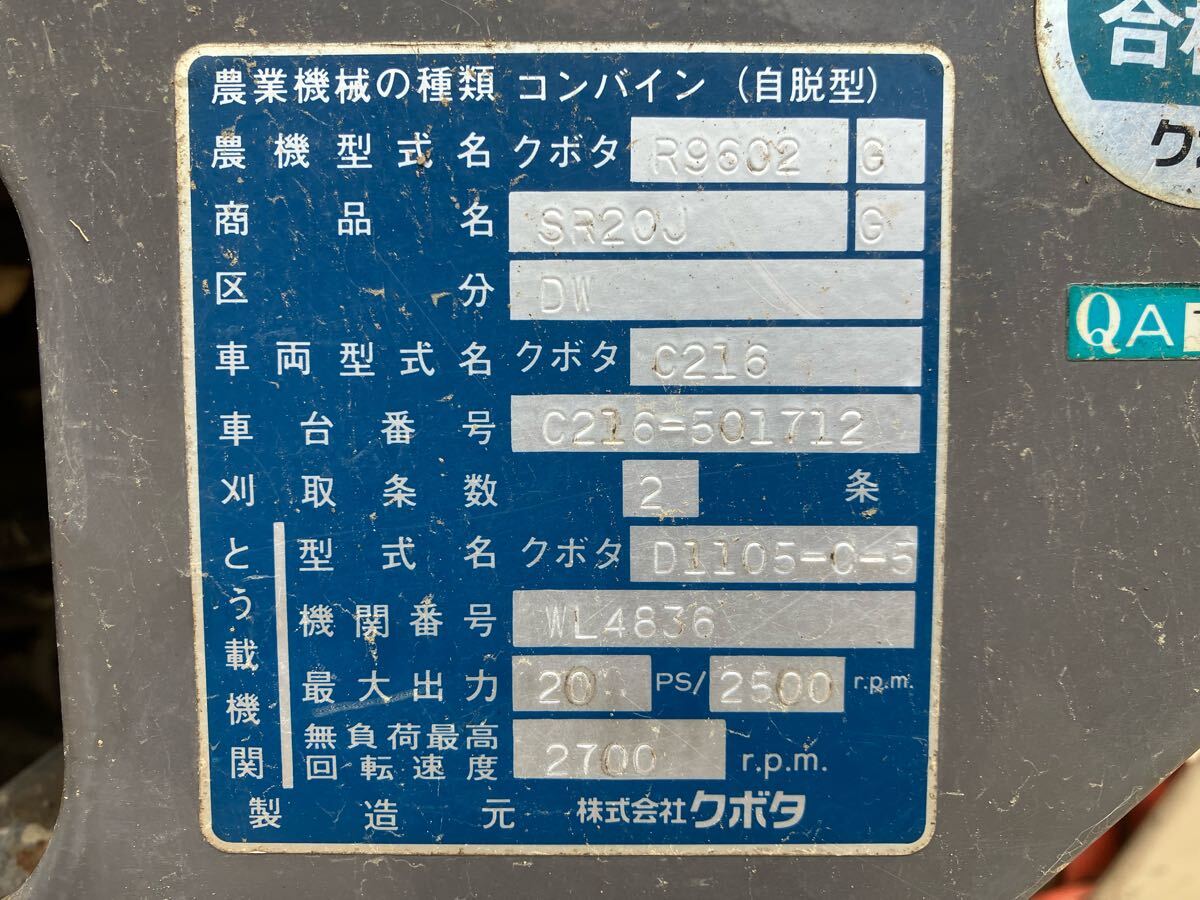 農業機械の種類 コンバイン (自脱型)
農機型式名 クボタ R9602 G
商品名 SR20J G
区分 DW
車両型式名 クボタ C216
車台番号 C216-501712
刈取条数 2 条
とう載機関
型式名 クボタ D1105-C-5
機関番号 WL4836
最大出力 20 PS/ 2500 r.p.m.
無負荷最高回転速度 2700 r.p.m.
製造元 株式会社クボタ
合
ク
QA